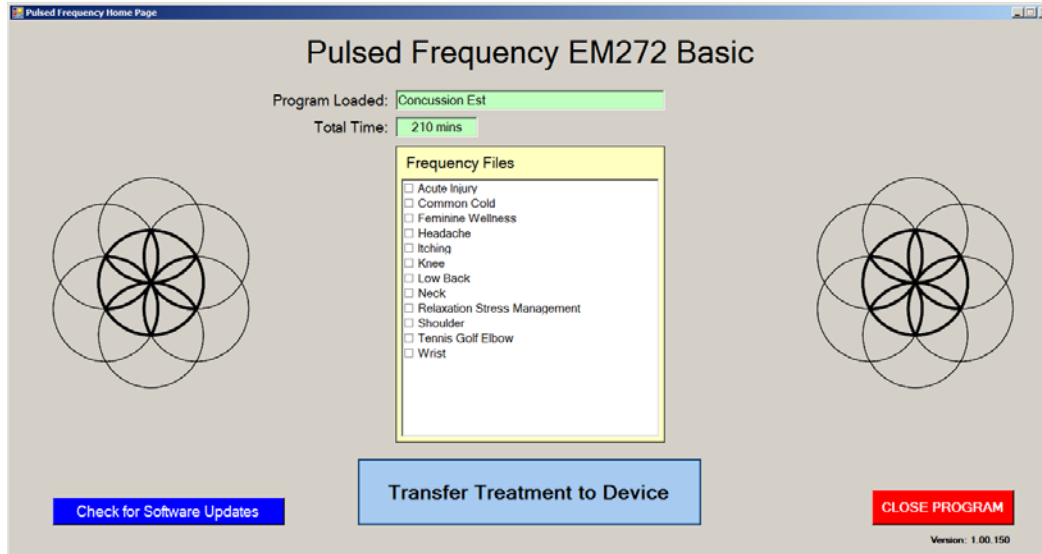 Pulsed Frequency Home Page
Pulsed Frequency EM272 Basic
Program Loaded: Concussion Est
Total Time: 210 mins
Frequency Files
Acute Injury
Common Cold
Feminine Wellness
Headache
Itching
Knee
Low Back
Neck
Relaxation Stress Management
Shoulder
Tennis Golf Elbow
Wrist
Transfer Treatment to Device
Check for Software Updates
CLOSE PROGRAM
Version: 1.00.150